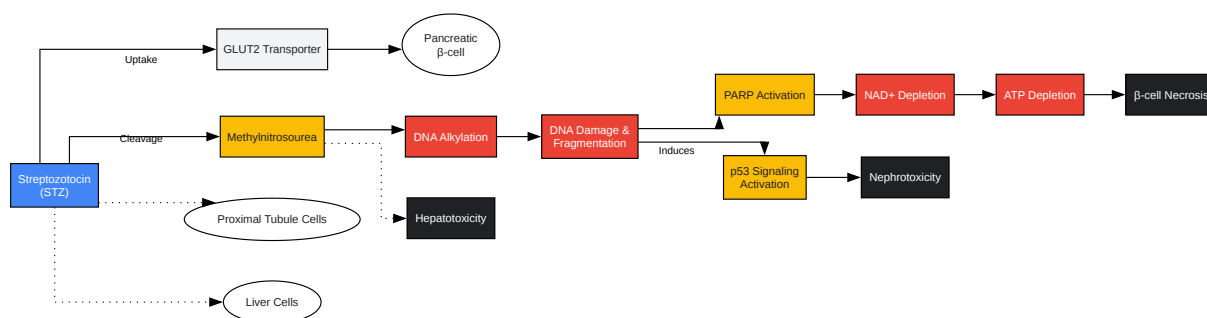 Pancreatic
β-cell
GLUT2 Transporter
Uptake
PARP Activation
NAD+ Depletion
ATP Depletion
β-cell Necrosis
Cleavage
Methylnitrosourea
DNA Alkylation
DNA Damage &
Fragmentation
Induces
Streptozotocin
(STZ)
p53 Signaling
Activation
Nephrotoxicity
Proximal Tubule Cells
Hepatotoxicity
Liver Cells